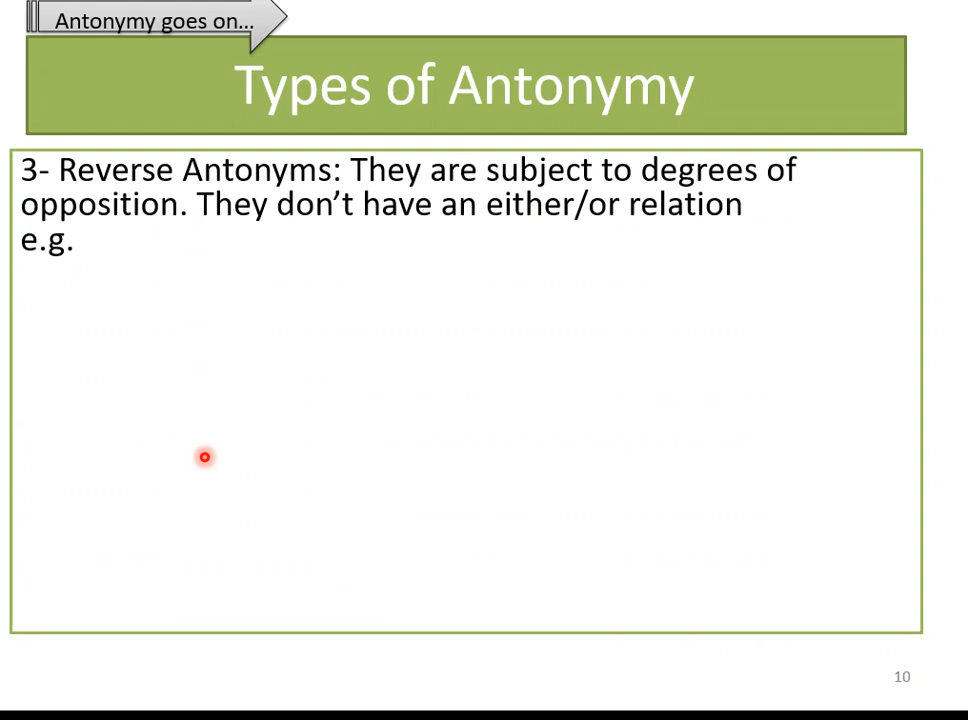 Antonymy goes on...
Types of Antonymy
3- Reverse Antonyms: They are subject to degrees of
opposition. They don’t have an either/or relation
e.g.
10